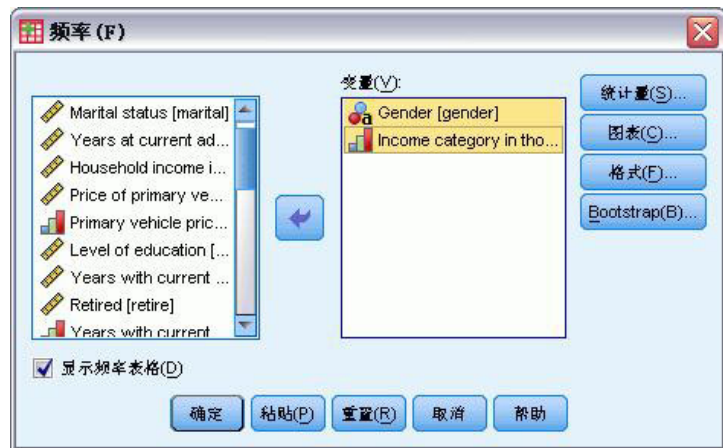 频率(F)
变量(V):
Marital status [marital]
Years at current ad...
Household income i...
Price of primary ve...
Primary vehicle pric...
Level of education [...
Years with current ...
Retired [retire]
Years with current
Gender [gender]
Income category in tho...
统计量(S)...
图表(C)...
格式(F)...
Bootstrap(B)...
显示频率表格(D)
确定
粘贴(P)
重置(R)
取消
帮助